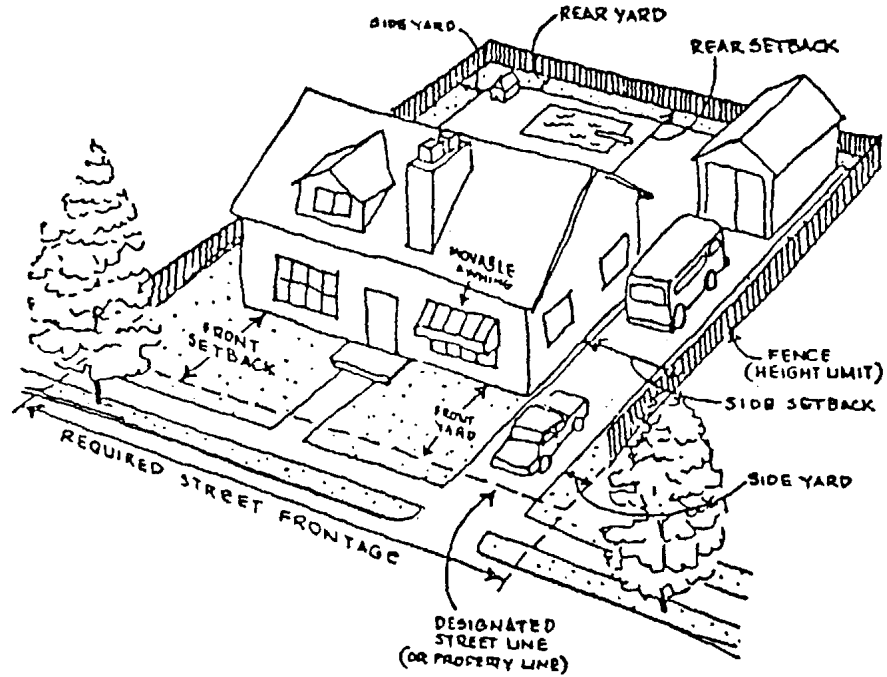 SIDE YARD
REAR YARD
REAR SETBACK
MOVABLE
AWNING
FRONT
SETBACK
FRONT
YARD
FENCE
(HEIGHT LIMIT)
SIDE SETBACK
SIDE YARD
REQUIRED STREET FRONTAGE
DESIGNATED
STREET LINE
(OR PROPERTY LINE)